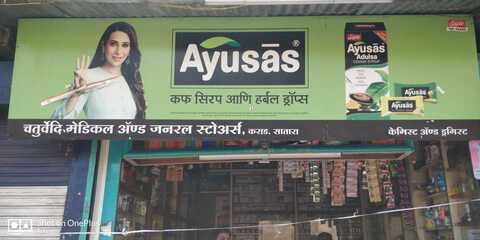 Ayusās®
कफ सिरप आणि हर्बल ड्रॉप्स
Ayusās
Adulsa
Ayusās
चतुर्वेदि मेडिकल ॲण्ड जनरल स्टोअर्स, कराड. सातारा
केमिस्ट ॲण्ड ड्रगिस्ट
Shot on OnePlus